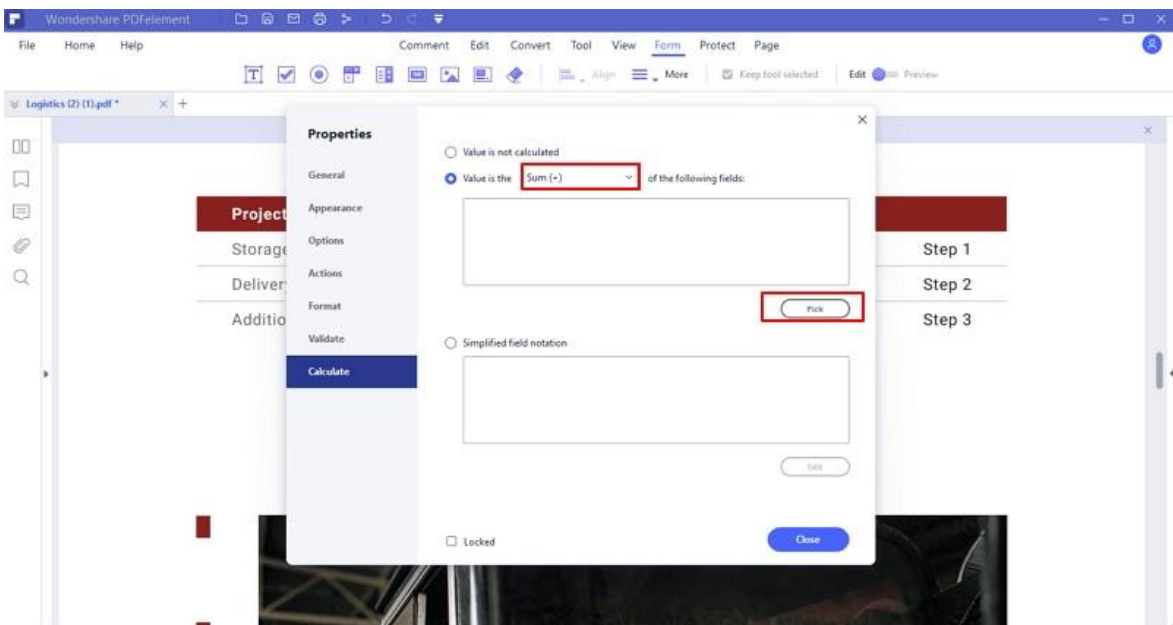 Wondershare PDFelement
File Home Help Comment Edit Convert Tool View Form Protect Page
T Align More Keep tool selected Edit Preview
Logistics (2) (1).pdf * × +
Properties
General
Appearance
Options
Actions
Format
Validate
Calculate
Value is not calculated
Value is the Sum (+) of the following fields:
Pick
Simplified field notation
Edit
Locked
Close
Project
Storage Step 1
Deliver Step 2
Additio Step 3